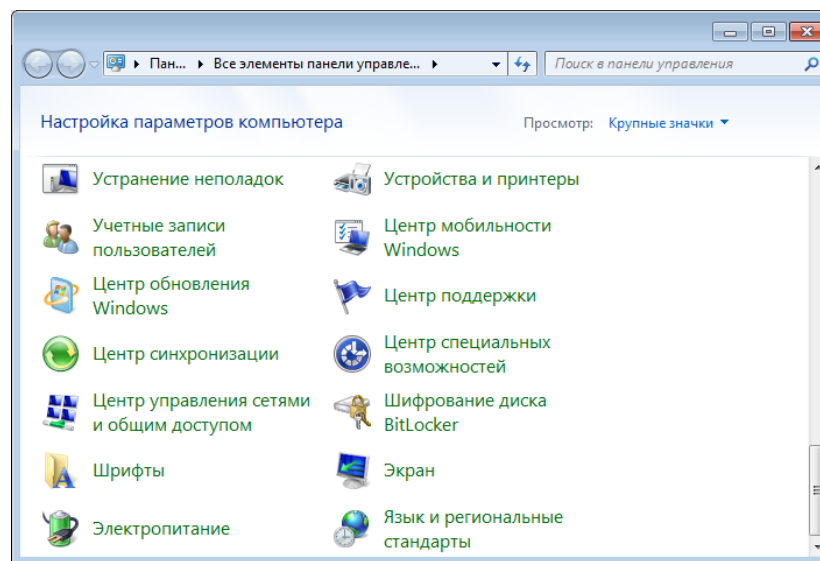 Пан... Все элементы панели управле... Поиск в панели управления
Настройка параметров компьютера Просмотр: Крупные значки
Устранение неполадок Устройства и принтеры
Учетные записи
пользователей
Центр мобильности
Windows
Центр обновления
Windows
Центр поддержки
Центр синхронизации
Центр специальных
возможностей
Центр управления сетями
и общим доступом
Шифрование диска
BitLocker
Шрифты
Экран
Электропитание
Язык и региональные
стандарты